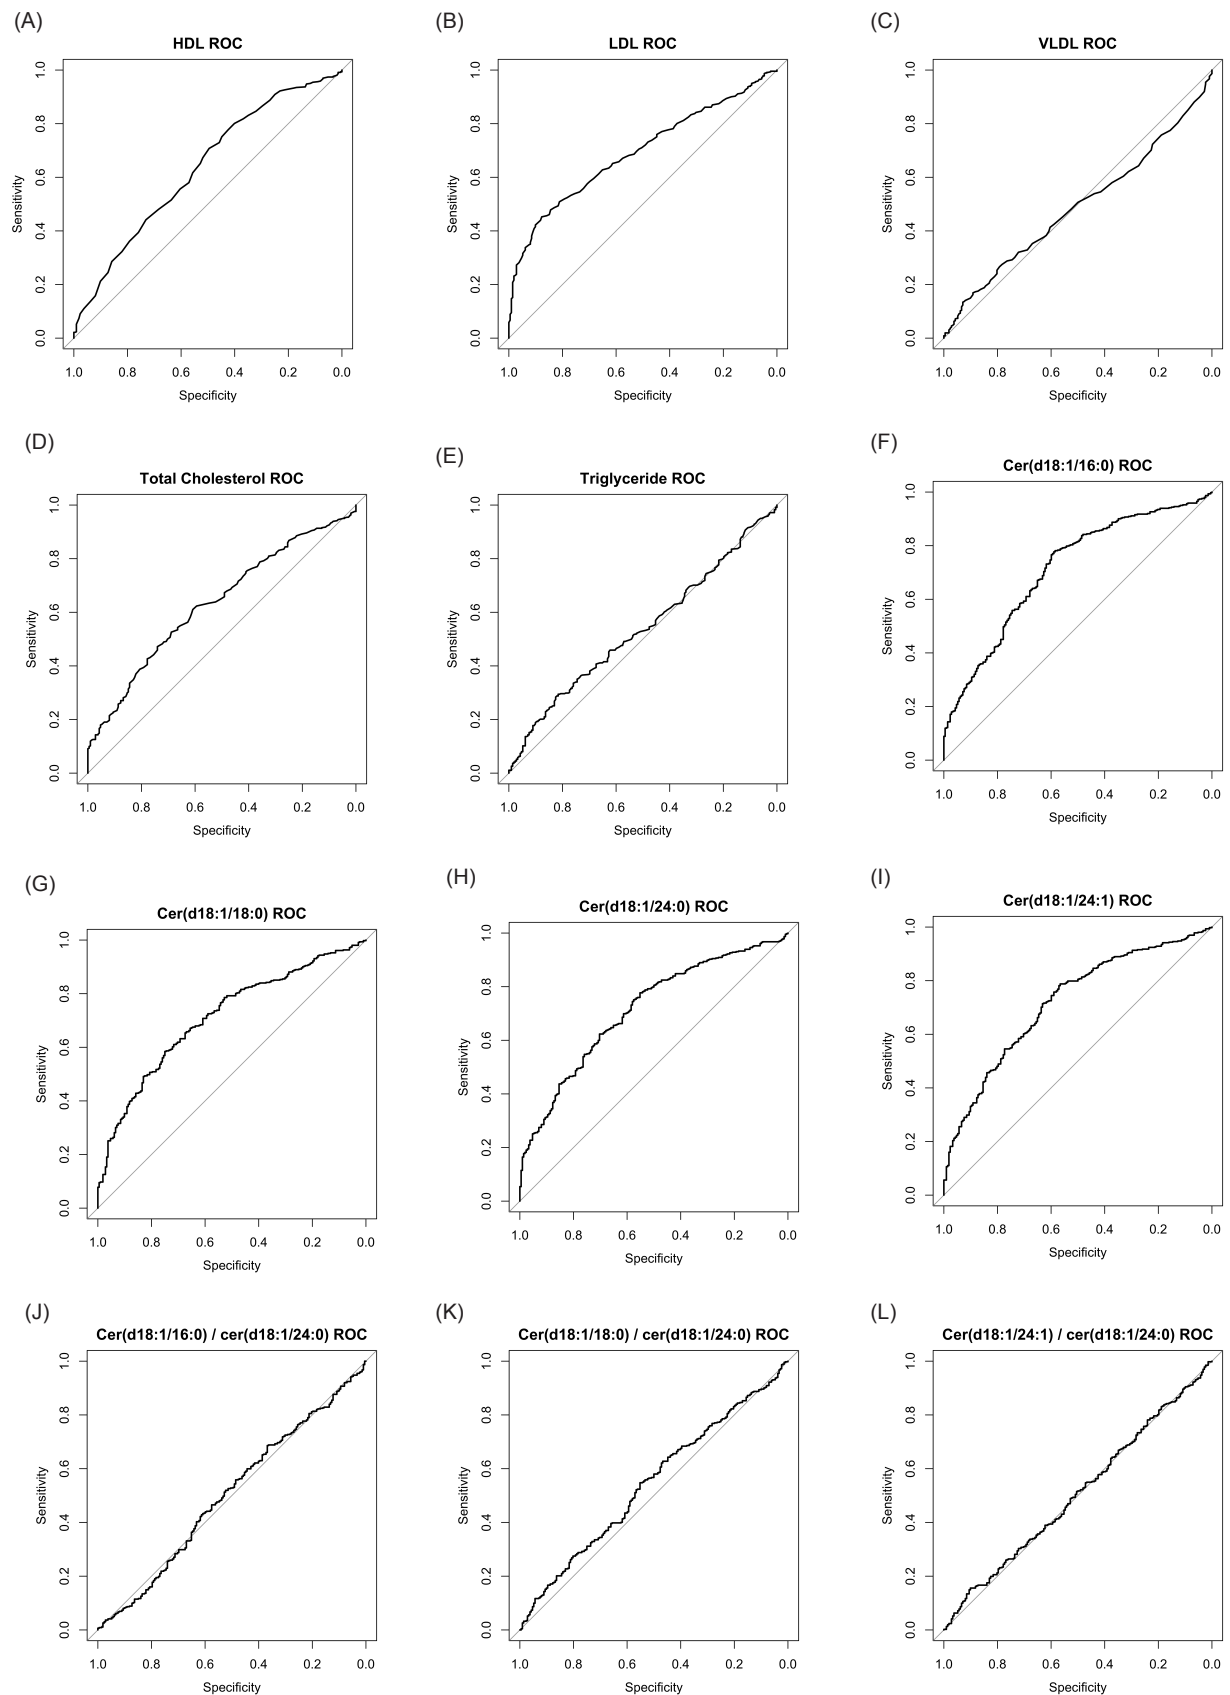 (A)
HDL ROC
1.0
0.8
0.6
0.4
0.2
0.0
Sensitivity
1.0 0.8 0.6 0.4 0.2 0.0
Specificity
(B)
LDL ROC
1.0
0.8
0.6
0.4
0.2
0.0
Sensitivity
1.0 0.8 0.6 0.4 0.2 0.0
Specificity
(C)
VLDL ROC
1.0
0.8
0.6
0.4
0.2
0.0
Sensitivity
1.0 0.8 0.6 0.4 0.2 0.0
Specificity
(D)
Total Cholesterol ROC
1.0
0.8
0.6
0.4
0.2
0.0
Sensitivity
1.0 0.8 0.6 0.4 0.2 0.0
Specificity
(E)
Triglyceride ROC
1.0
0.8
0.6
0.4
0.2
0.0
Sensitivity
1.0 0.8 0.6 0.4 0.2 0.0
Specificity
(F)
Cer(d18:1/16:0) ROC
1.0
0.8
0.6
0.4
0.2
0.0
Sensitivity
1.0 0.8 0.6 0.4 0.2 0.0
Specificity
(G)
Cer(d18:1/18:0) ROC
1.0
0.8
0.6
0.4
0.2
0.0
Sensitivity
1.0 0.8 0.6 0.4 0.2 0.0
Specificity
(H)
Cer(d18:1/24:0) ROC
1.0
0.8
0.6
0.4
0.2
0.0
Sensitivity
1.0 0.8 0.6 0.4 0.2 0.0
Specificity
(I)
Cer(d18:1/24:1) ROC
1.0
0.8
0.6
0.4
0.2
0.0
Sensitivity
1.0 0.8 0.6 0.4 0.2 0.0
Specificity
(J)
Cer(d18:1/16:0) / cer(d18:1/24:0) ROC
1.0
0.8
0.6
0.4
0.2
0.0
Sensitivity
1.0 0.8 0.6 0.4 0.2 0.0
Specificity
(K)
Cer(d18:1/18:0) / cer(d18:1/24:0) ROC
1.0
0.8
0.6
0.4
0.2
0.0
Sensitivity
1.0 0.8 0.6 0.4 0.2 0.0
Specificity
(L)
Cer(d18:1/24:1) / cer(d18:1/24:0) ROC
1.0
0.8
0.6
0.4
0.2
0.0
Sensitivity
1.0 0.8 0.6 0.4 0.2 0.0
Specificity